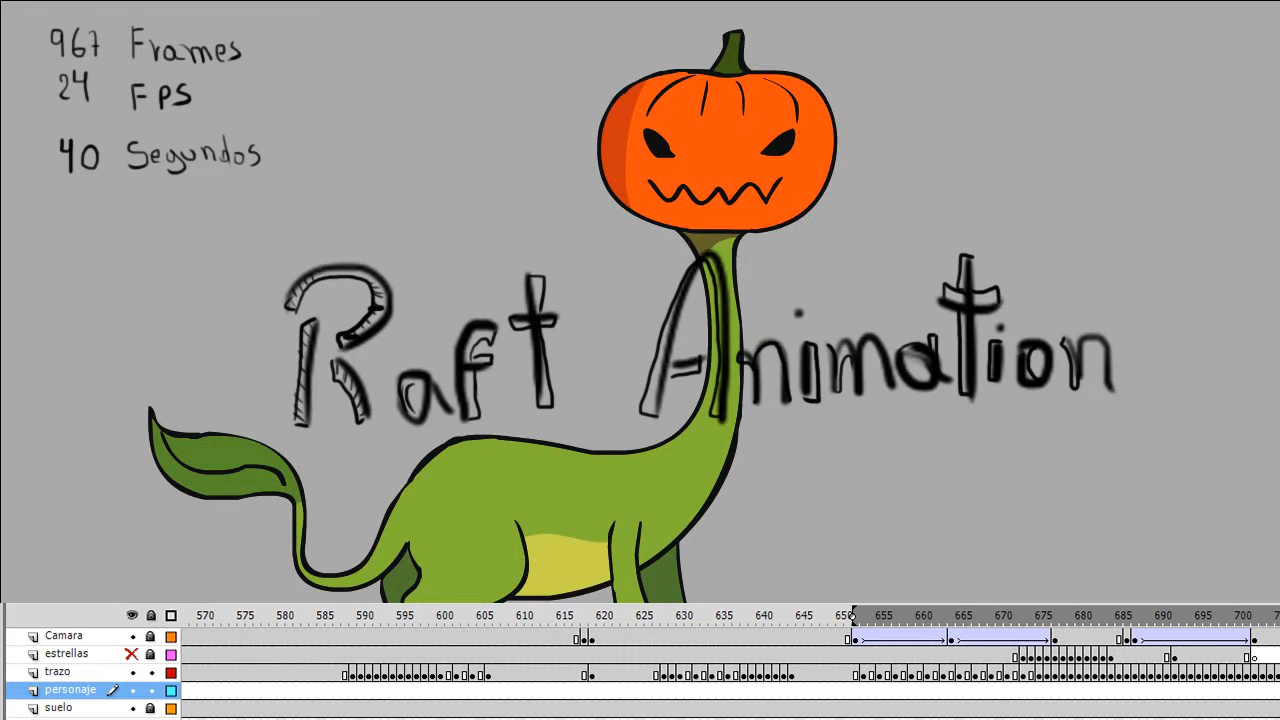 967 Frames
24 FPS
40 Segundos
Raft Animation
570 575 580 585 590 595 600 605 610 615 620 625 630 635 640 645 655 660 665 670 675 680 685 690 695 700
Camara
estrellas
trazo
personaje
suelo